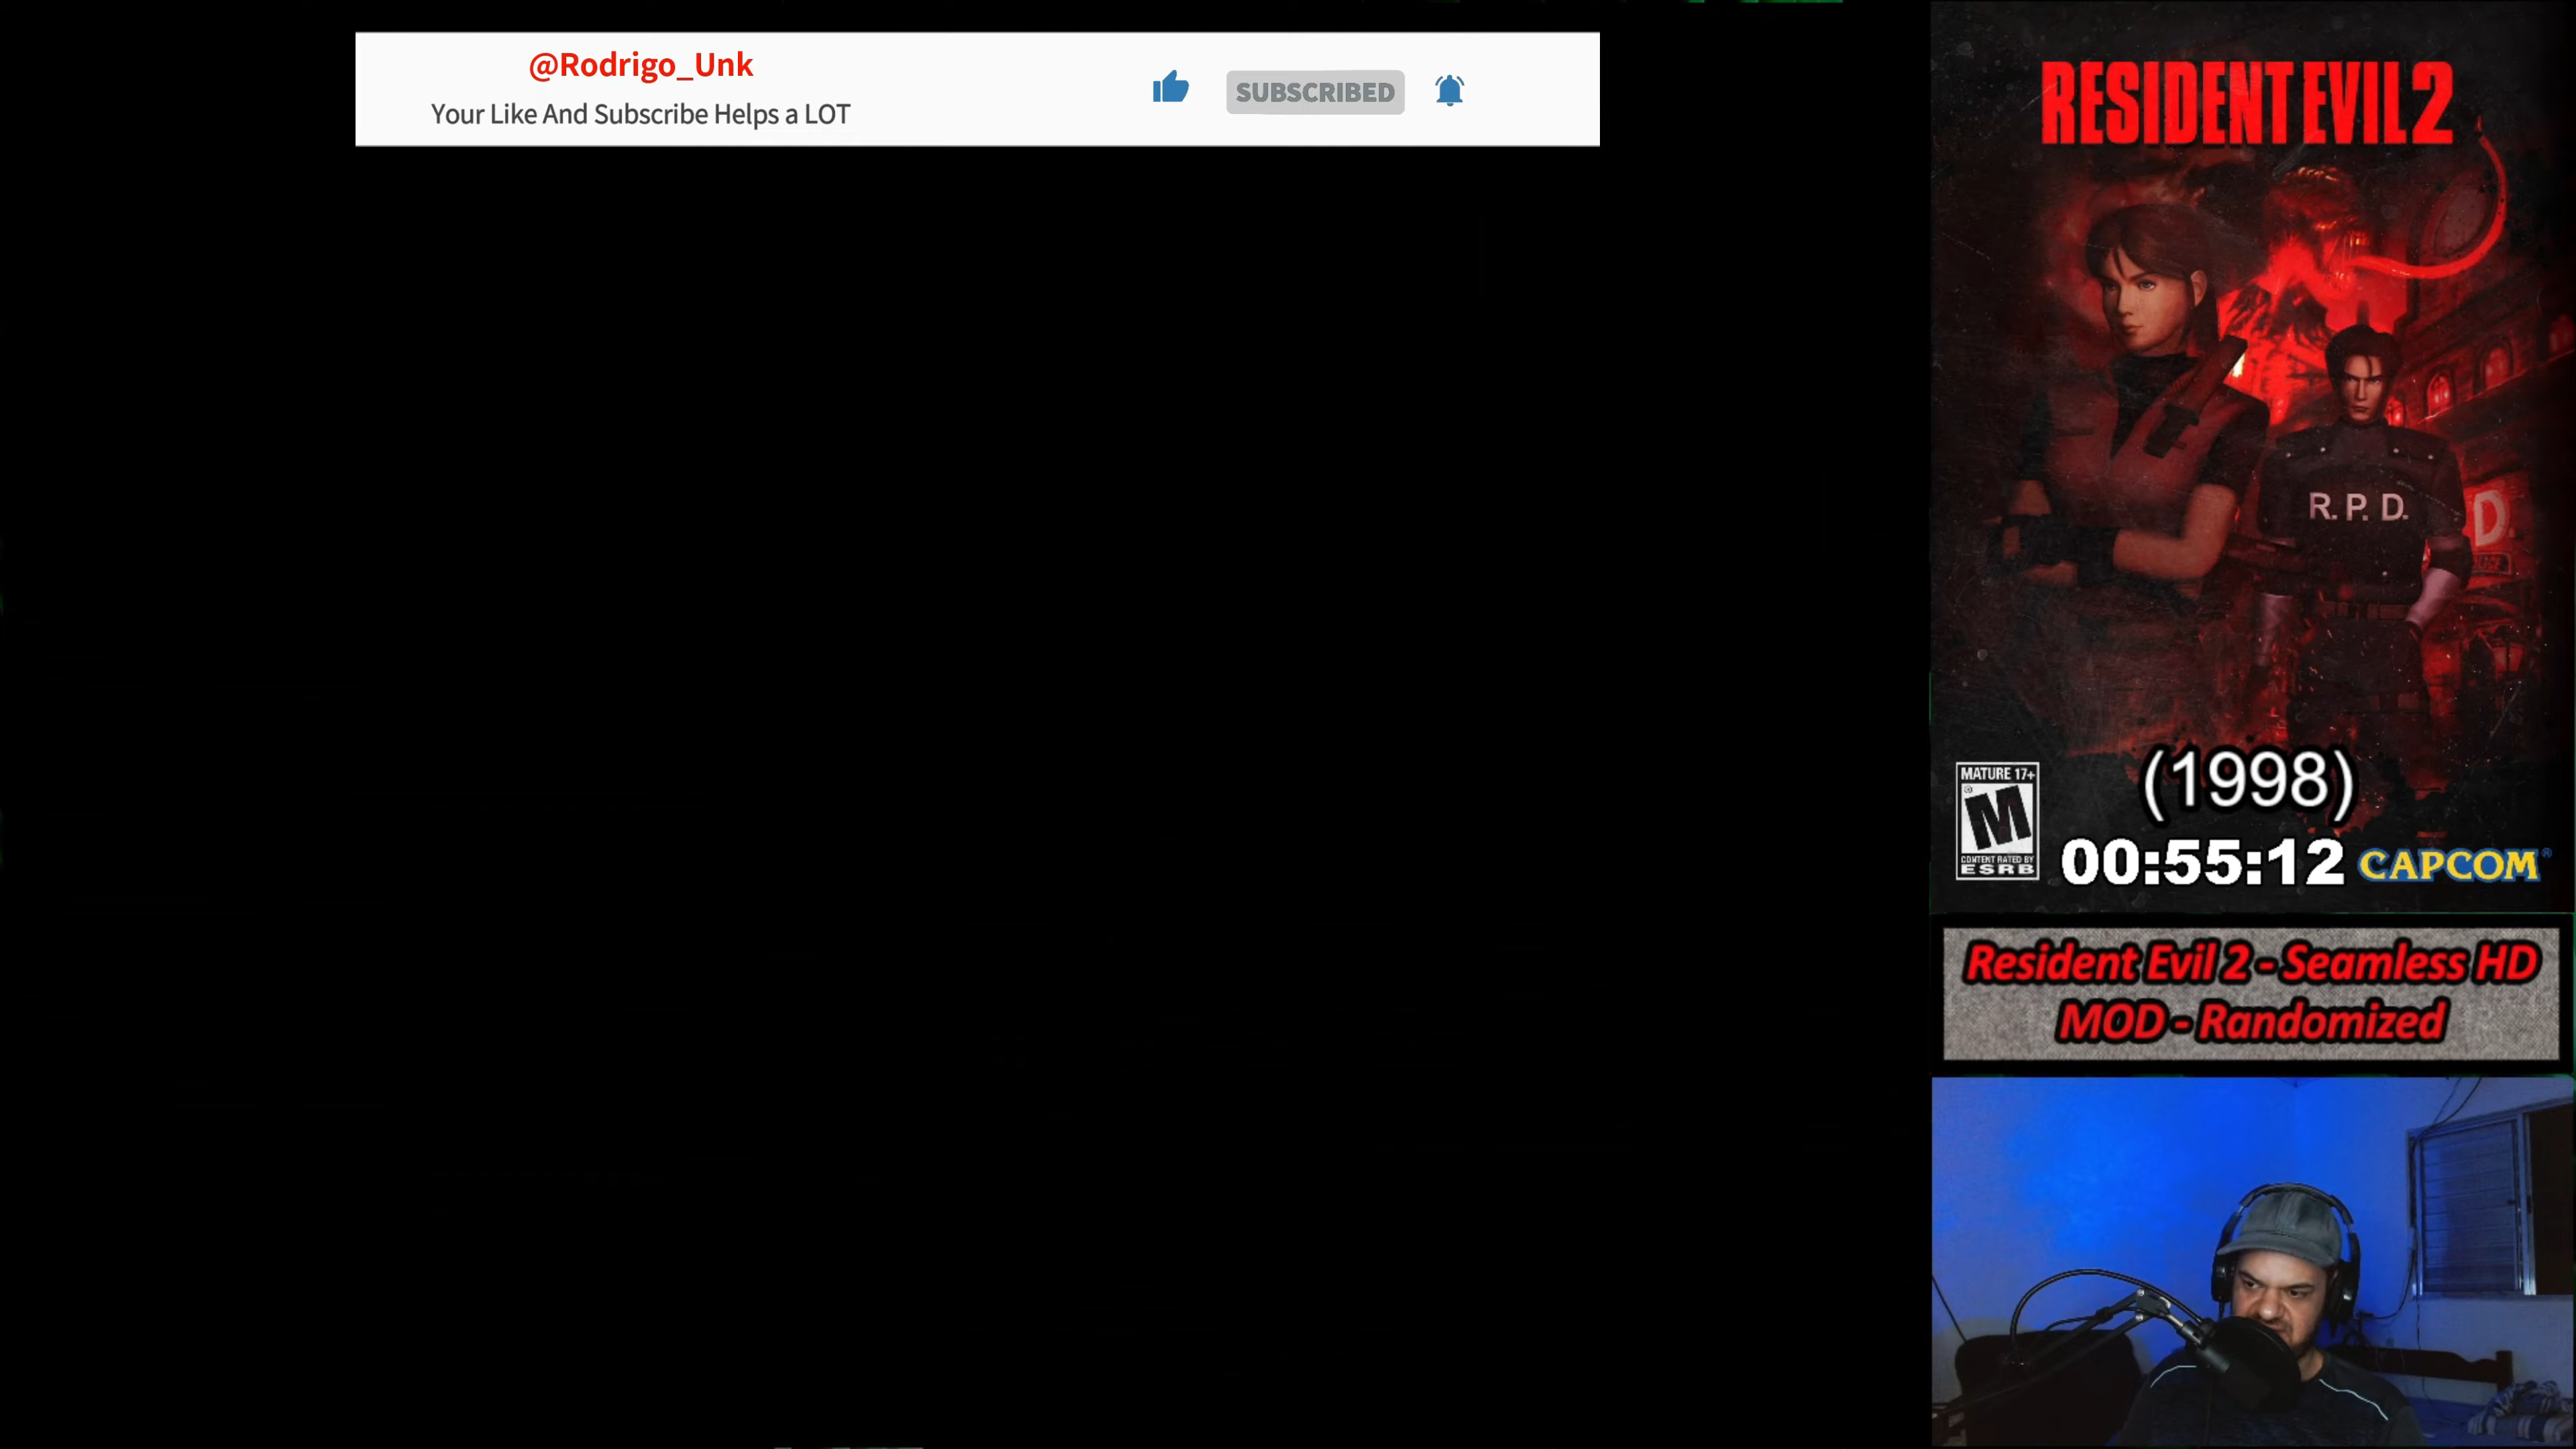 @Rodrigo_Unk
Your Like And Subscribe Helps a LOT
SUBSCRIBED
RESIDENT EVIL 2
R.P.D.
D.
MATURE 17+
M
CONTENT RATED BY
ESRB
(1998)
00:55:12
CAPCOM
Resident Evil 2 - Seamless HD
MOD - Randomized